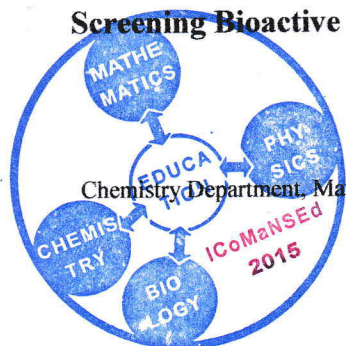 Screening Bioactive
MATHE
MATICS
PHY
SICS
EDUCA
TION
Chemistry Department, Ma
CHEMIS
TRY
ICoMaNSEd
2015
BIO
LOGY